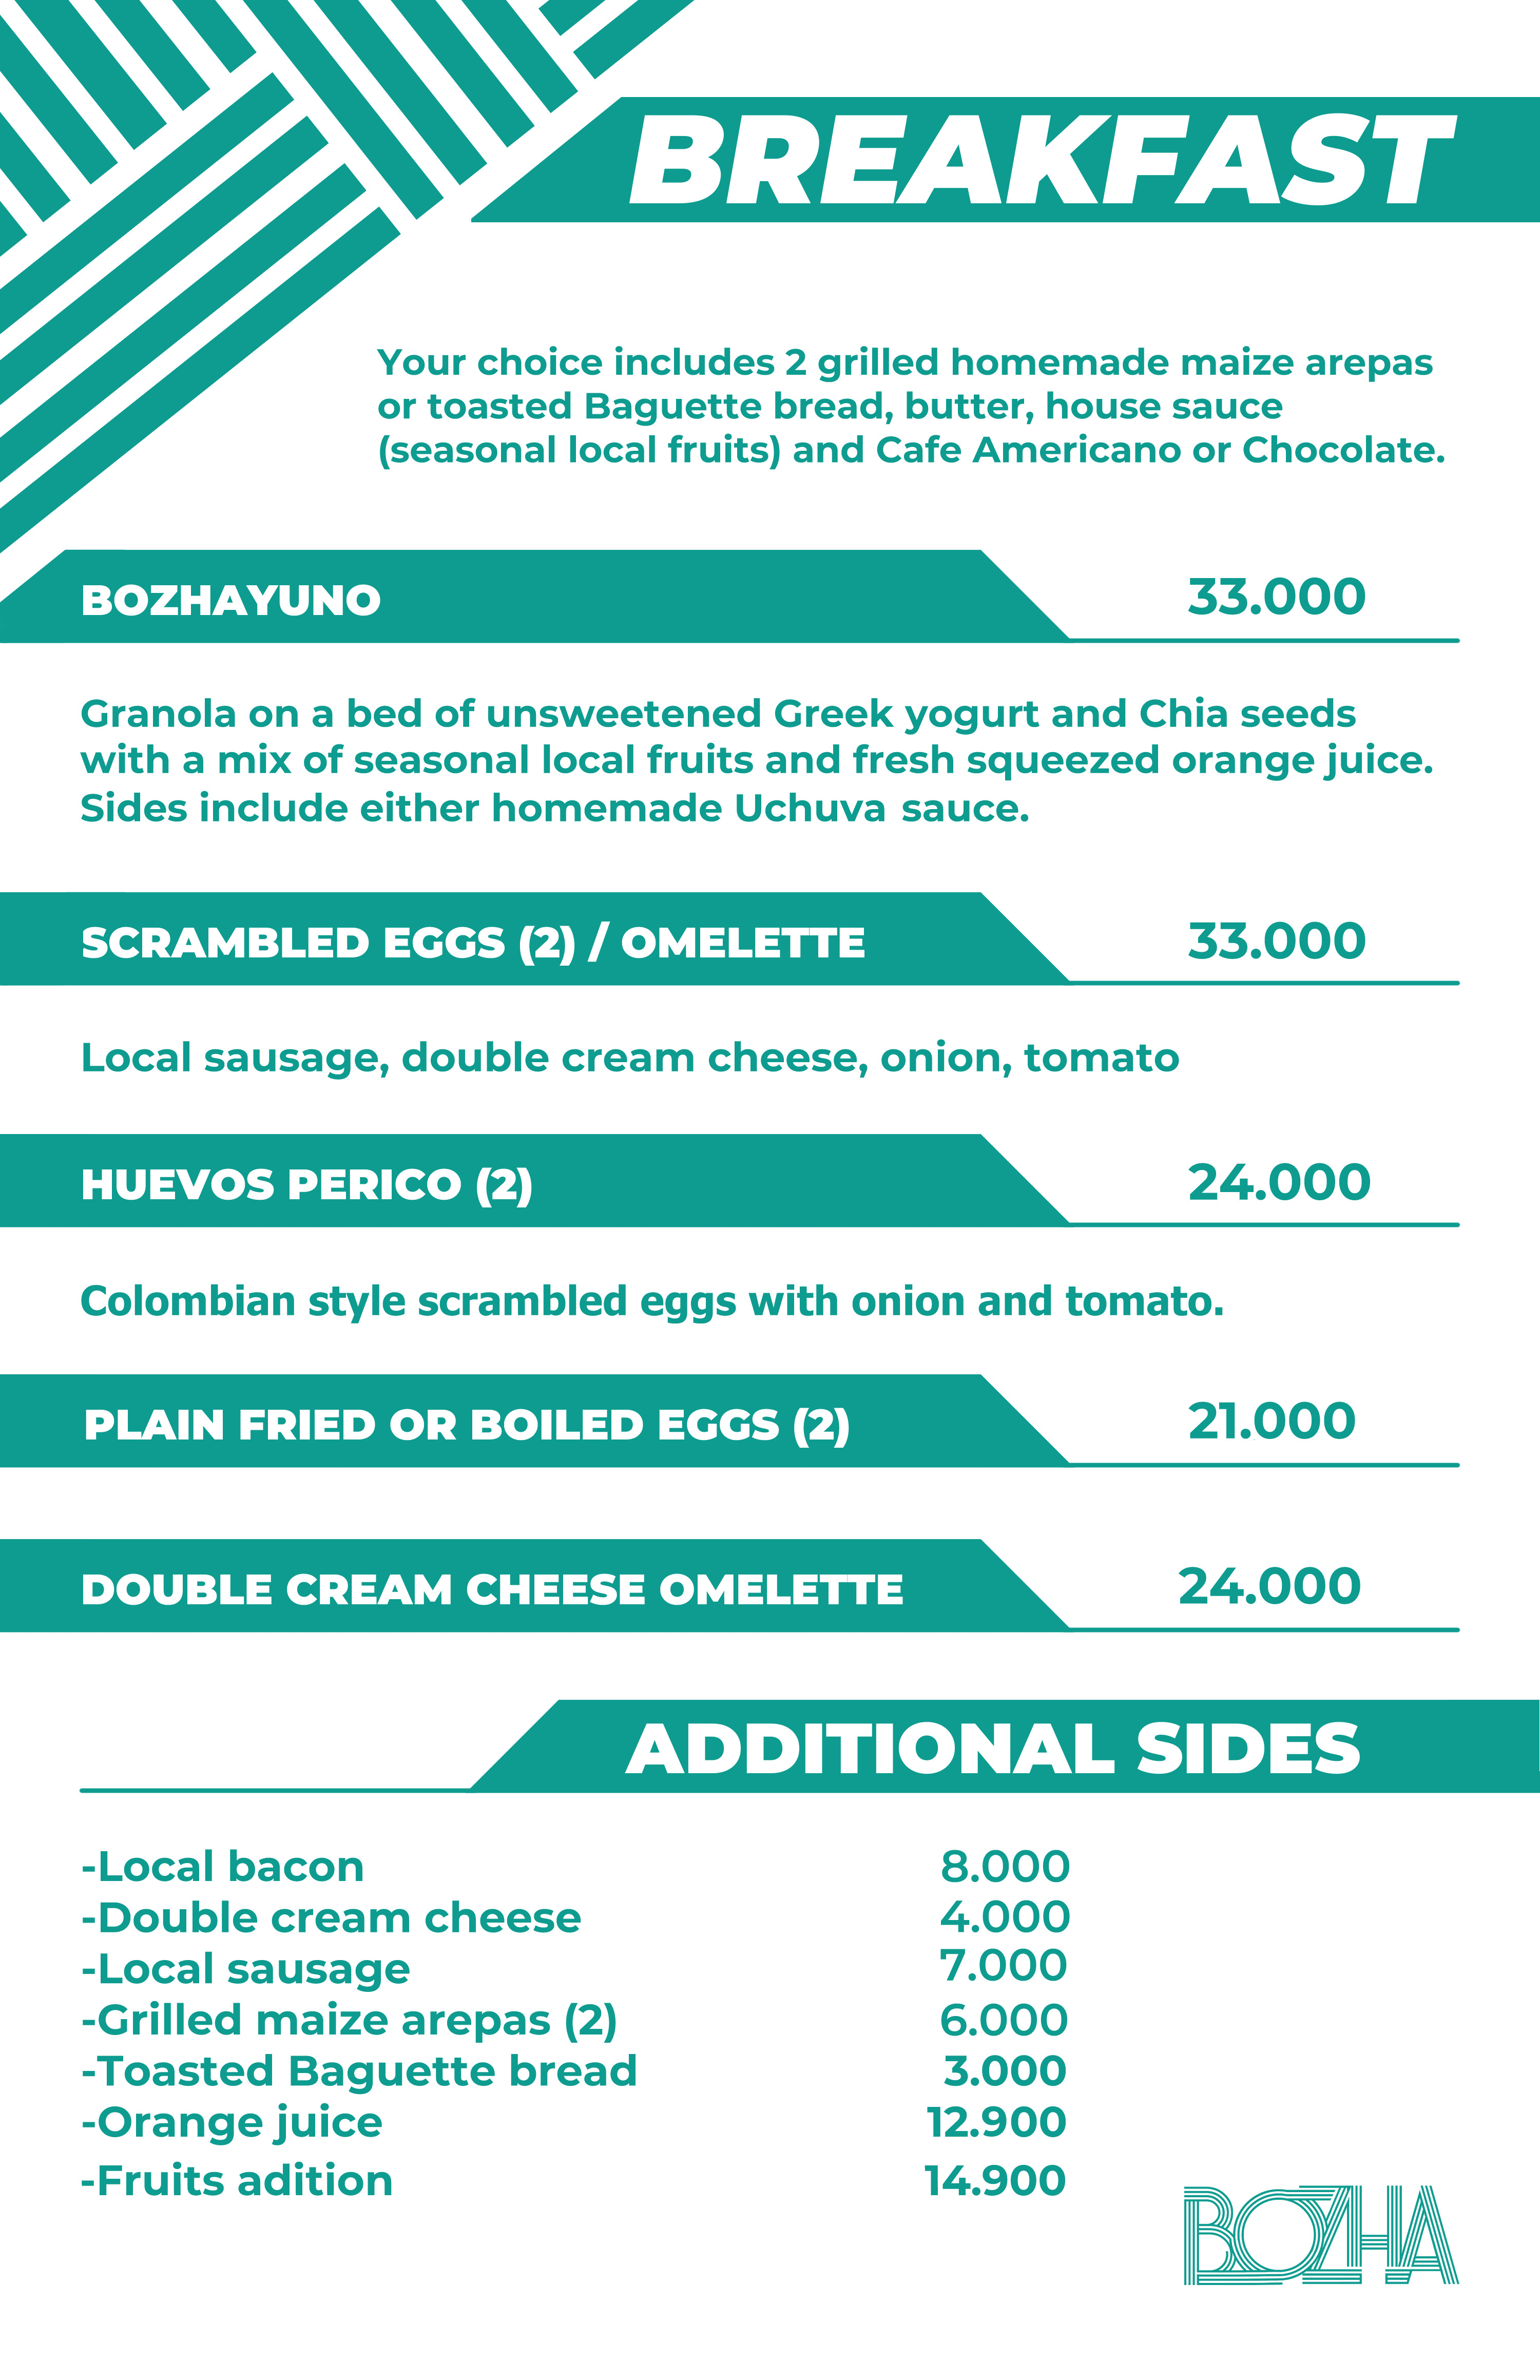 BREAKFAST
Your choice includes 2 grilled homemade maize arepas
or toasted Baguette bread, butter, house sauce
(seasonal local fruits) and Cafe Americano or Chocolate.
BOZHAYUNO 33.000
Granola on a bed of unsweetened Greek yogurt and Chia seeds
with a mix of seasonal local fruits and fresh squeezed orange juice.
Sides include either homemade Uchuva sauce.
SCRAMBLED EGGS (2) / OMELETTE 33.000
Local sausage, double cream cheese, onion, tomato
HUEVOS PERICO (2) 24.000
Colombian style scrambled eggs with onion and tomato.
PLAIN FRIED OR BOILED EGGS (2) 21.000
DOUBLE CREAM CHEESE OMELETTE 24.000
ADDITIONAL SIDES
-Local bacon 8.000
-Double cream cheese 4.000
-Local sausage 7.000
-Grilled maize arepas (2) 6.000
-Toasted Baguette bread 3.000
-Orange juice 12.900
-Fruits adition 14.900
BOZHA